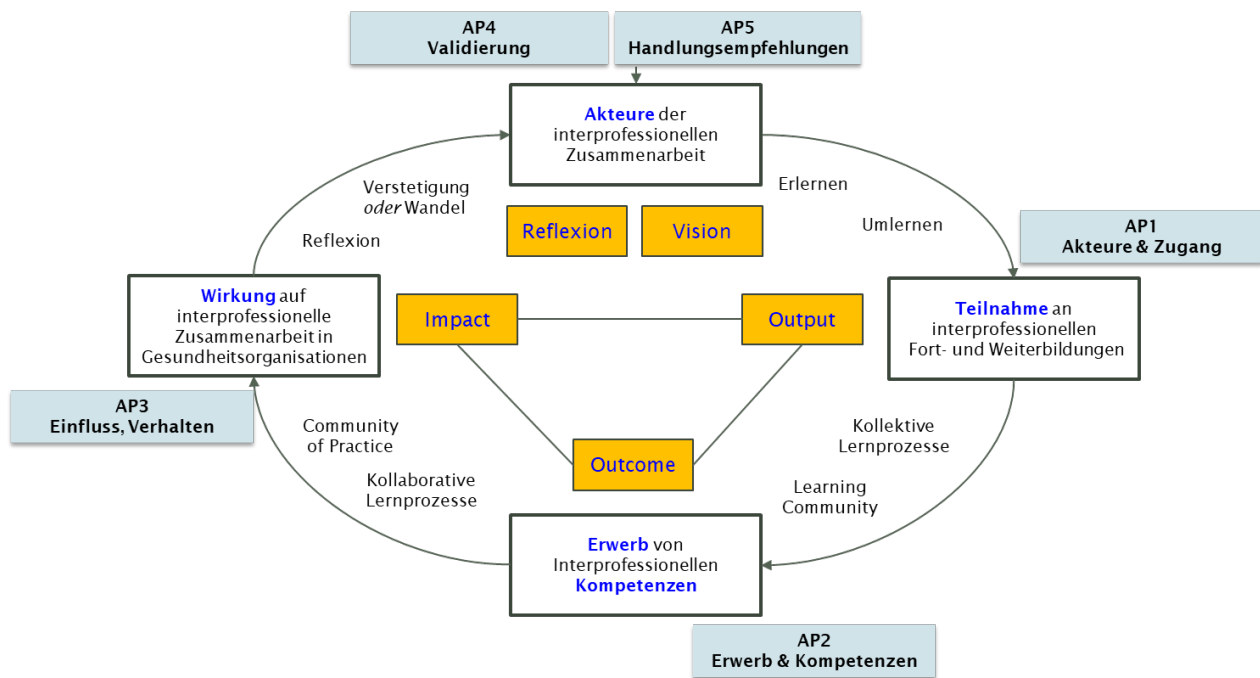 AP4
Validierung
AP5
Handlungsempfehlungen
Akteure der
interprofessionellen
Zusammenarbeit
Verstetigung
oder Wandel
Reflexion
Erlernen
Umlernen
Reflexion
Vision
AP1
Akteure & Zugang
Wirkung auf
interprofessionelle
Zusammenarbeit in
Gesundheitsorganisationen
Impact
Output
Teilnahme an
interprofessionellen
Fort- und Weiterbildungen
AP3
Einfluss, Verhalten
Community
of Practice
Kollaborative
Lernprozesse
Outcome
Kollektive
Lernprozesse
Learning
Community
Erwerb von
Interprofessionellen
Kompetenzen
AP2
Erwerb & Kompetenzen